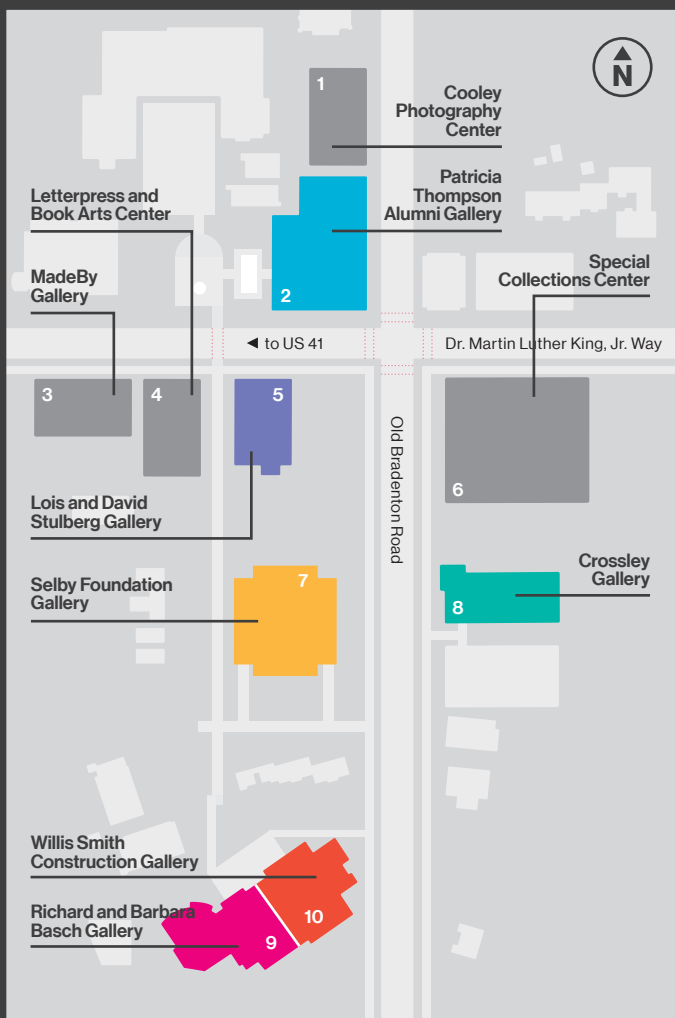 N
1
Cooley
Photography
Center
Patricia
Thompson
Alumni Gallery
Letterpress and
Book Arts Center
MadeBy
Gallery
Special
Collections Center
2
◄ to US 41
Dr. Martin Luther King, Jr. Way
3
4
5
6
Old Bradenton Road
Lois and David
Stulberg Gallery
Selby Foundation
Gallery
7
Crossley
Gallery
8
Willis Smith
Construction Gallery
10
Richard and Barbara
Basch Gallery
9